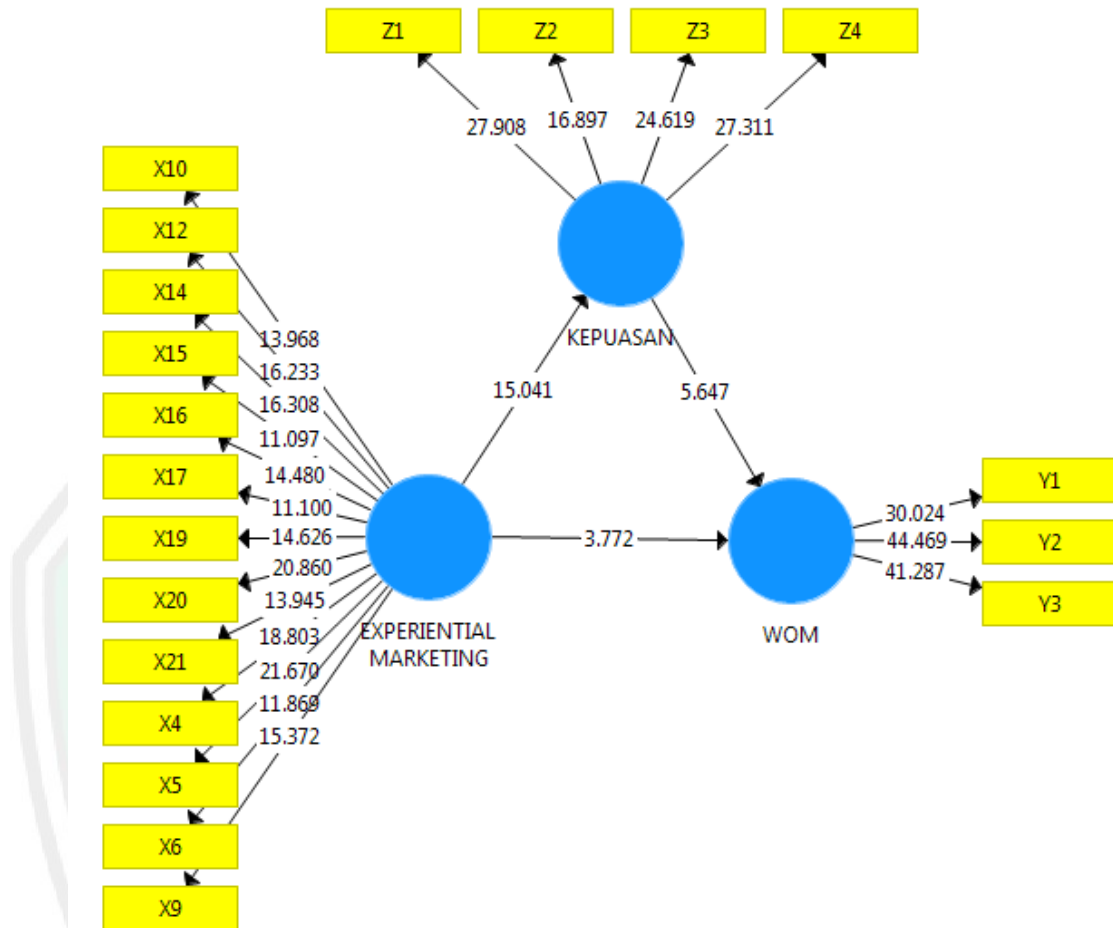 Z1
Z2
Z3
Z4
27.908
16.897
24.619
27.311
KEPUASAN
X10
X12
X14
X15
X16
X17
X19
X20
X21
X4
X5
X6
X9
13.968
16.233
16.308
11.097
14.480
11.100
14.626
20.860
13.945
18.803
21.670
11.869
15.372
EXPERIENTIAL
MARKETING
15.041
5.647
3.772
WOM
30.024
44.469
41.287
Y1
Y2
Y3